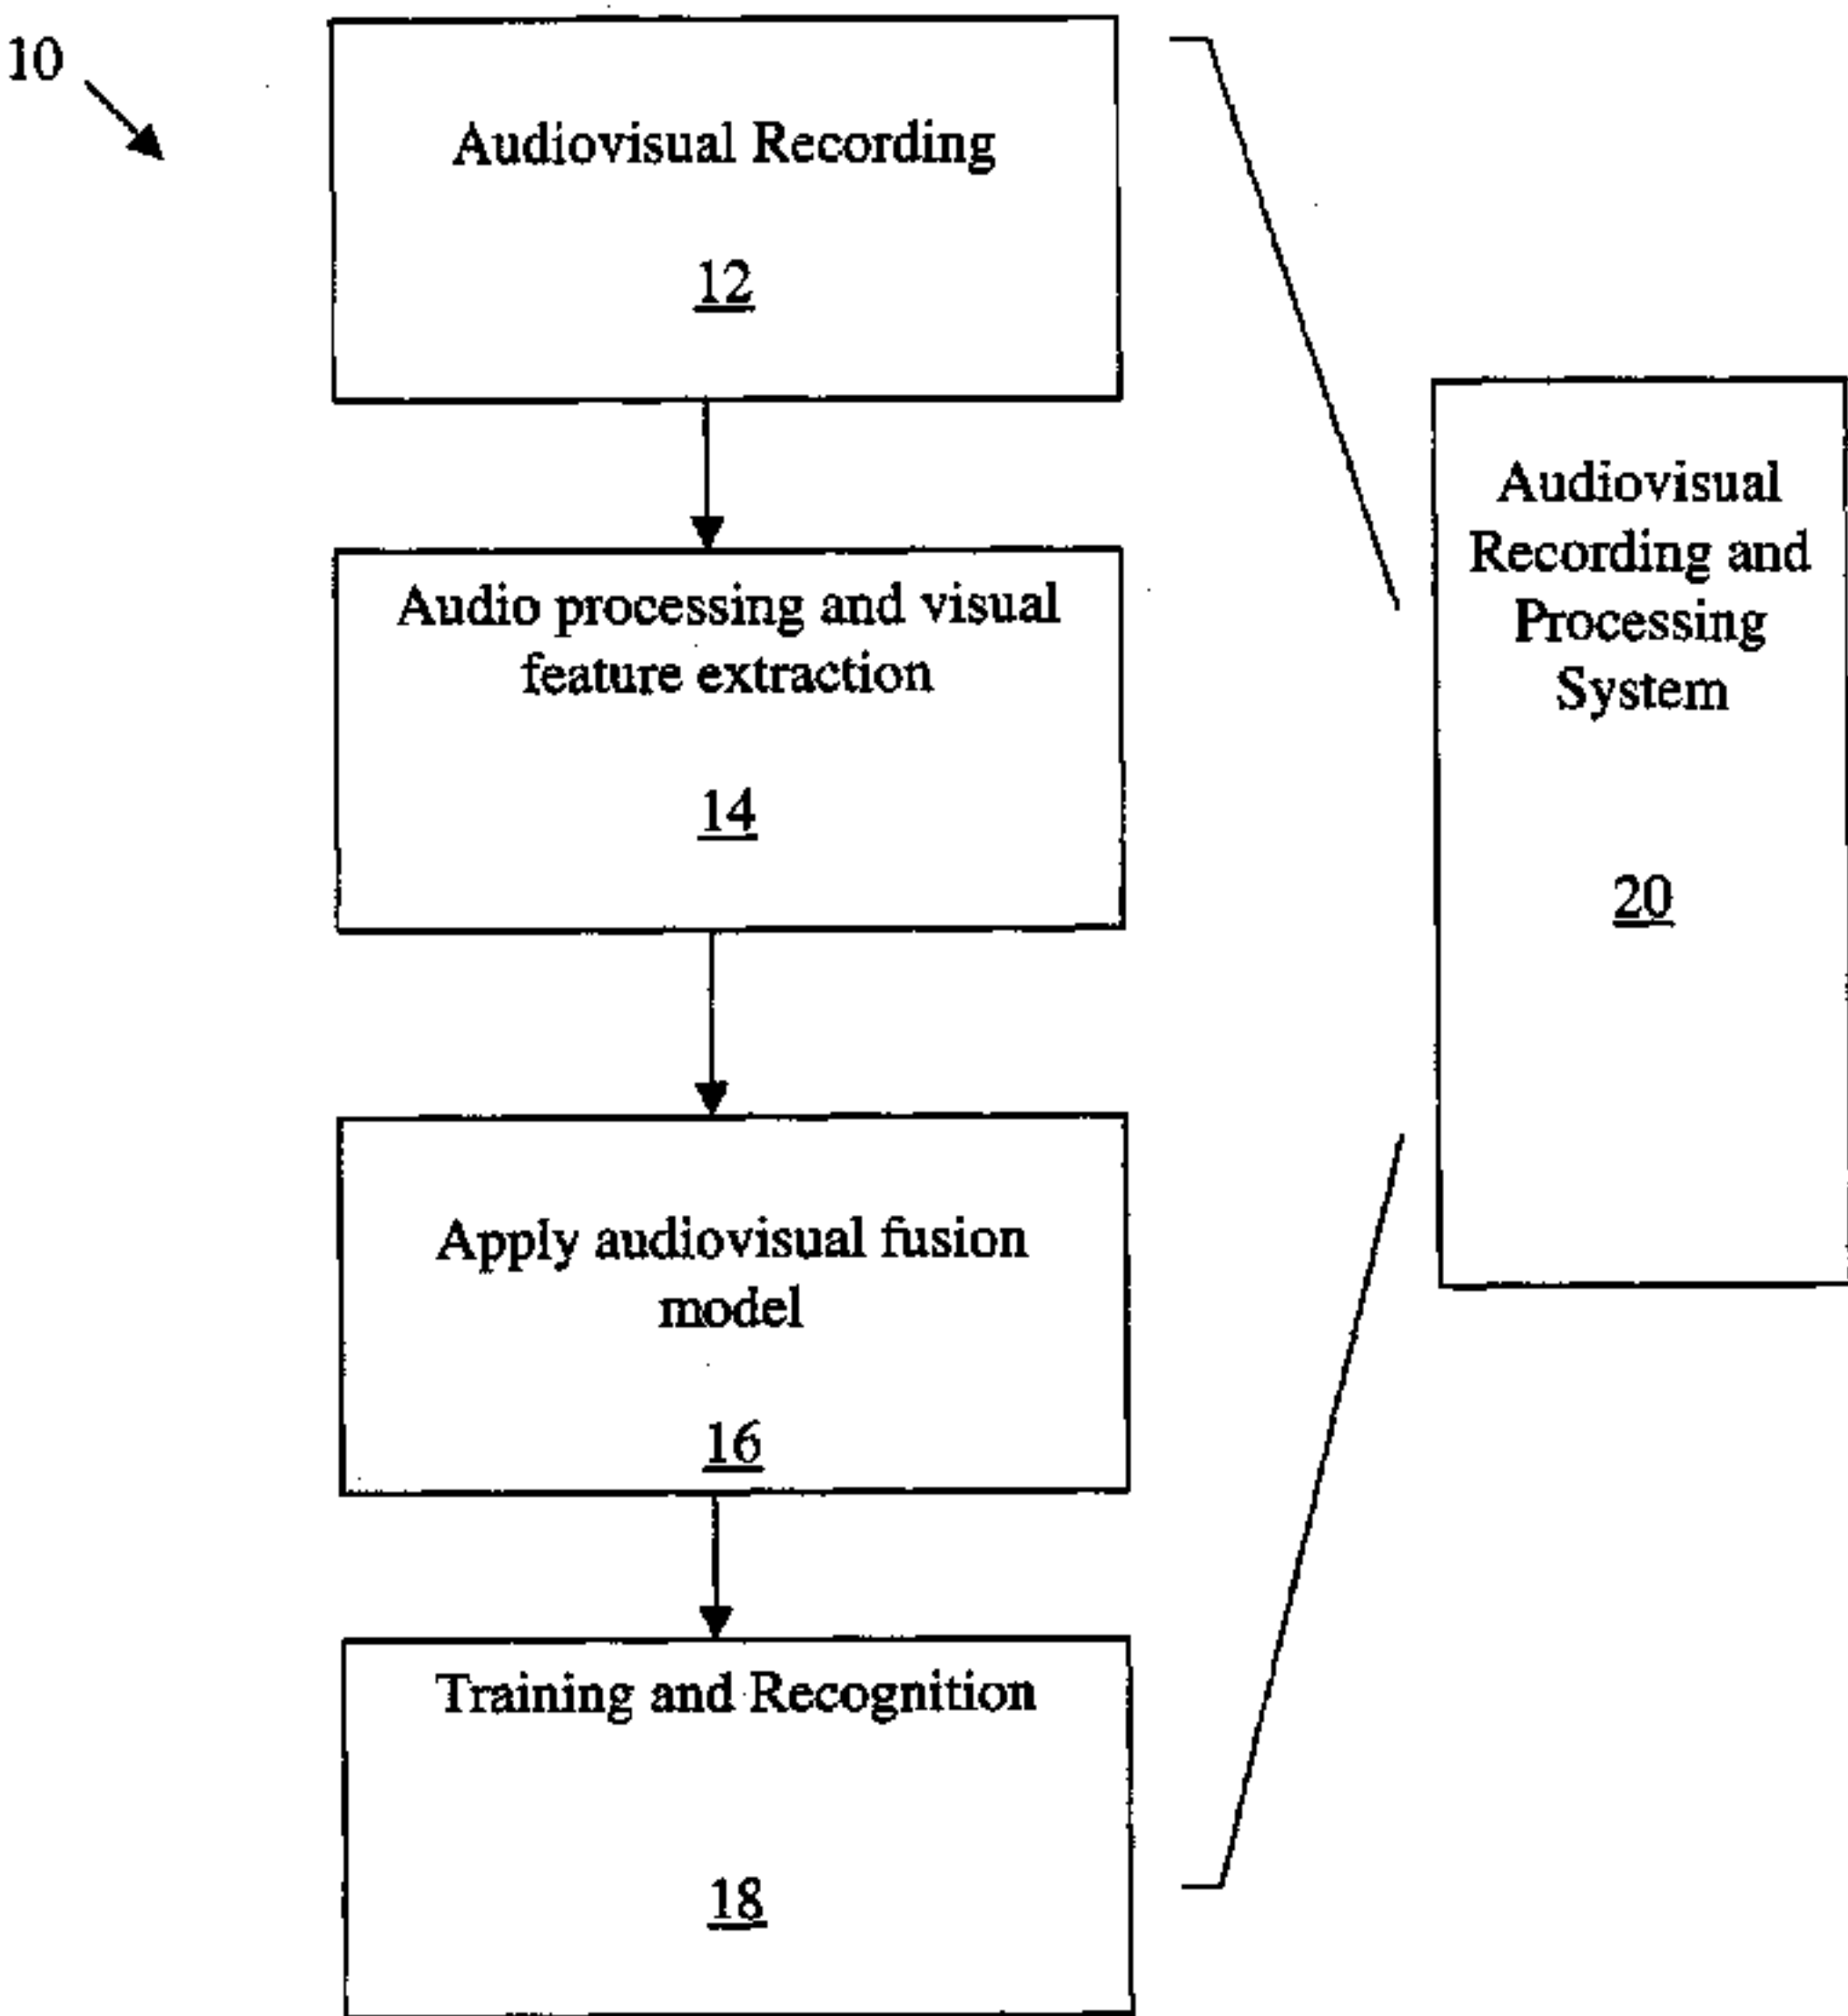 10
Audiovisual Recording
12
Audio processing and visual
feature extraction
14
Apply audiovisual fusion
model
16
Training and Recognition
18
Audiovisual
Recording and
Processing
System
20